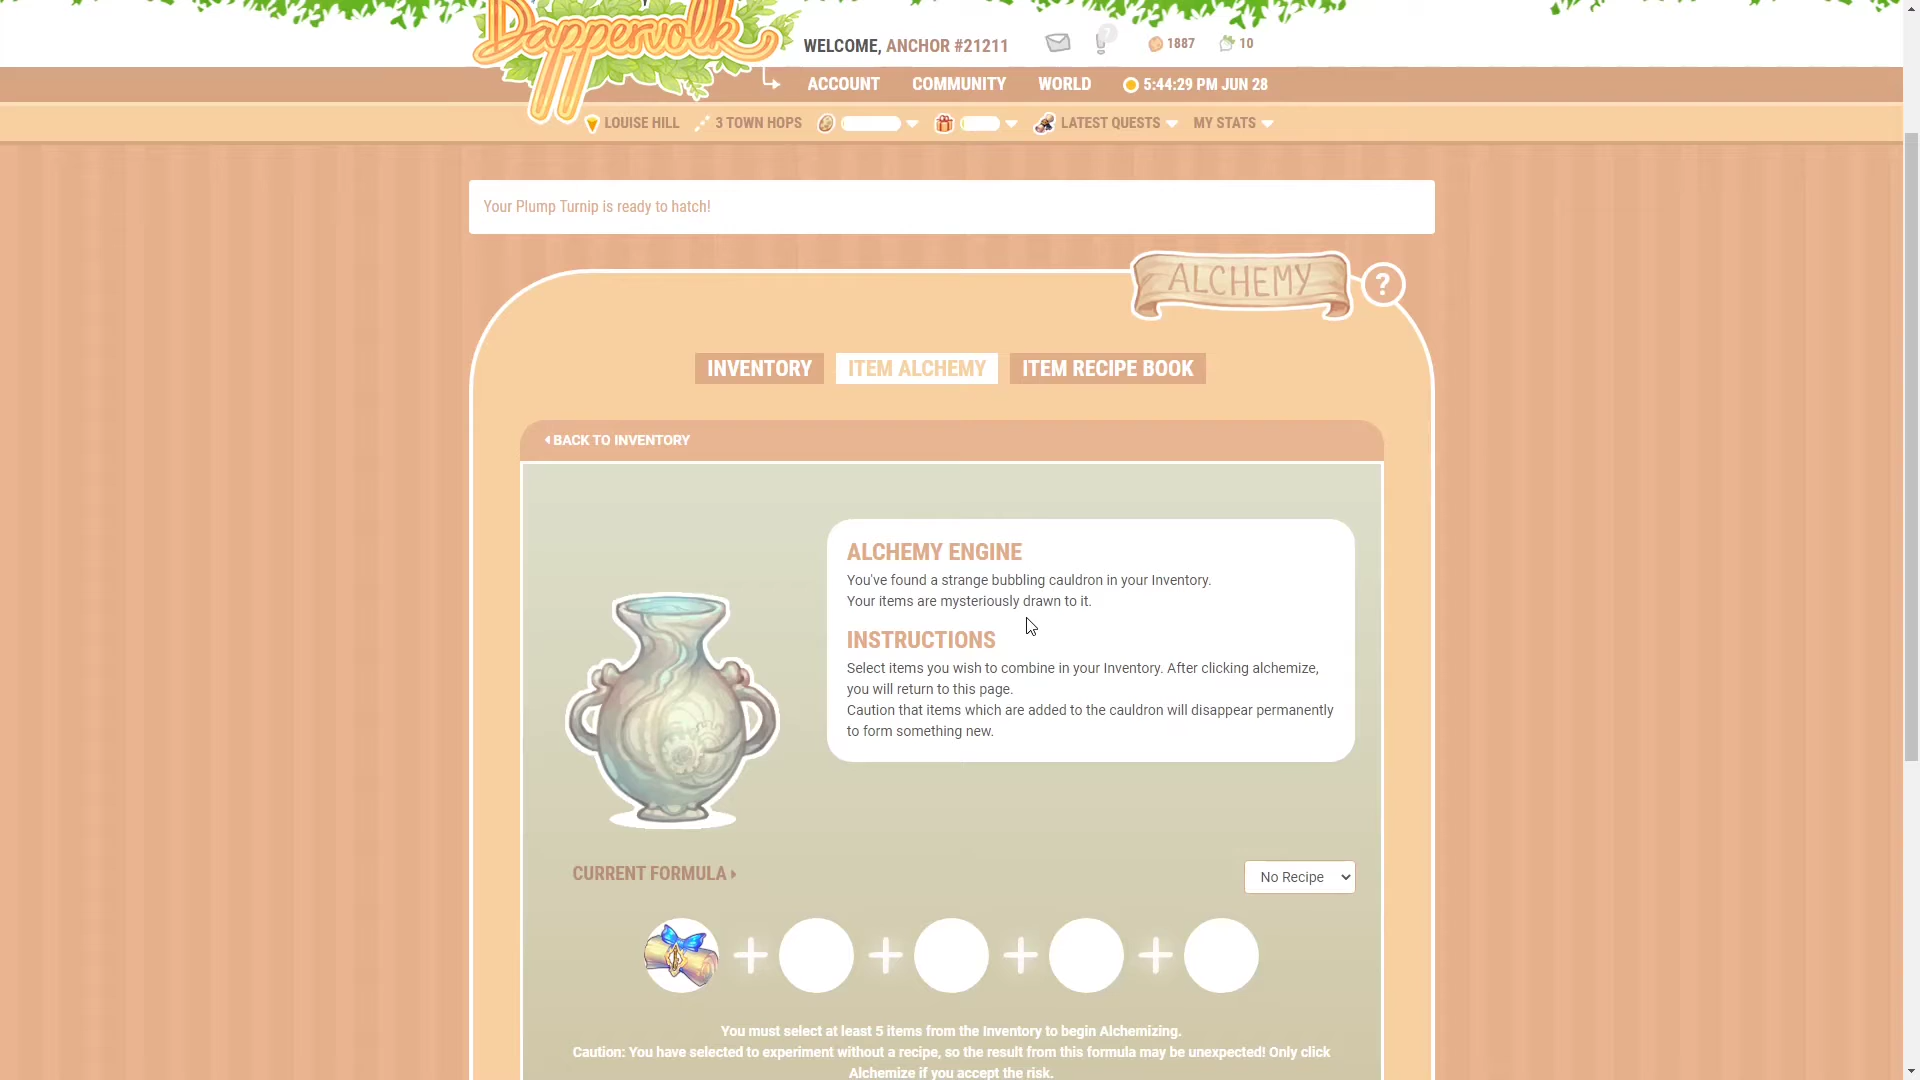 Dappervolk
WELCOME, ANCHOR #21211
7
1887
10
ACCOUNT
COMMUNITY
WORLD
5:44:29 PM JUN 28
LOUISE HILL
3 TOWN HOPS
LATEST QUESTS
MY STATS
Your Plump Turnip is ready to hatch!
ALCHEMY
?
INVENTORY
ITEM ALCHEMY
ITEM RECIPE BOOK
BACK TO INVENTORY
ALCHEMY ENGINE
You've found a strange bubbling cauldron in your Inventory.
Your items are mysteriously drawn to it.
INSTRUCTIONS
Select items you wish to combine in your Inventory. After clicking alchemize,
you will return to this page.
Caution that items which are added to the cauldron will disappear permanently
to form something new.
CURRENT FORMULA
No Recipe
You must select at least 5 items from the Inventory to begin Alchemizing.
Caution: You have selected to experiment without a recipe, so the result from this formula may be unexpected! Only click
Alchemize if you accept the risk.